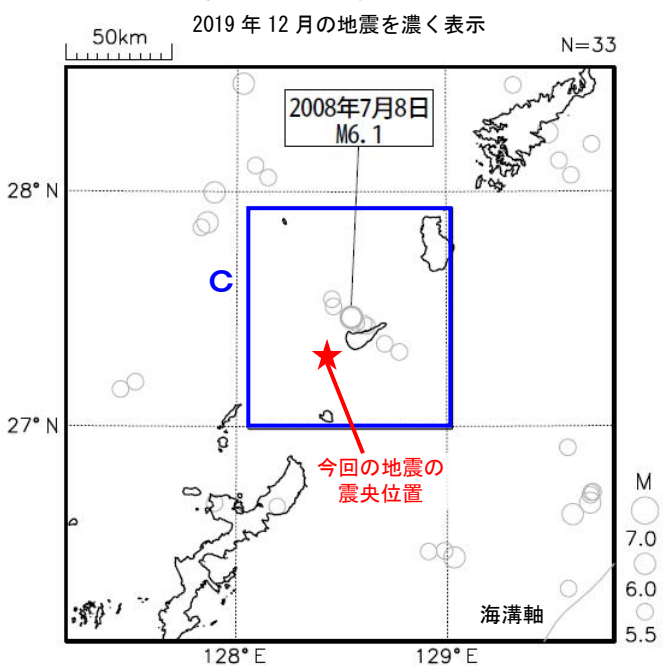 2019年12月の地震を濃く表示
50km
N=33
2008年7月8日
M6.1
28°N
C
27°N
今回の地震の
震央位置
M
7.0
6.0
5.5
海溝軸
128°E
129°E